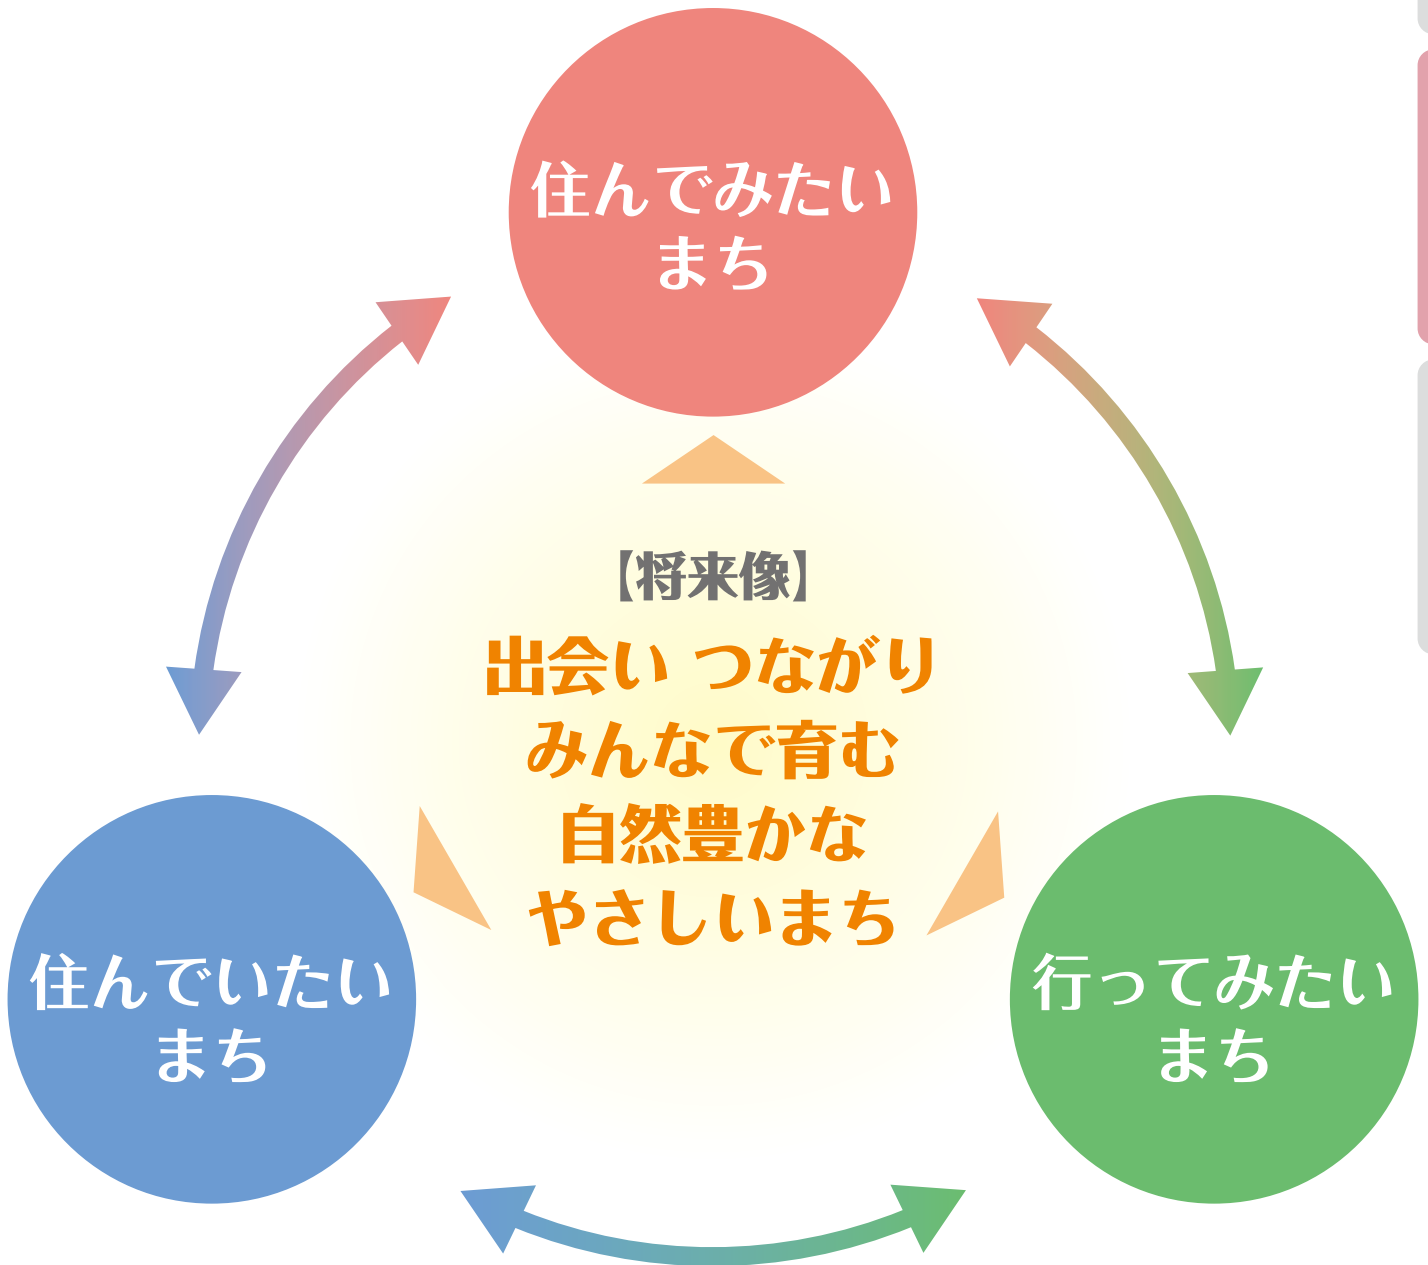 住んでみたい
まち
【将来像】
出会い つながり
みんなで育む
自然豊かな
やさしいまち
住んでいたい
まち
行ってみたい
まち